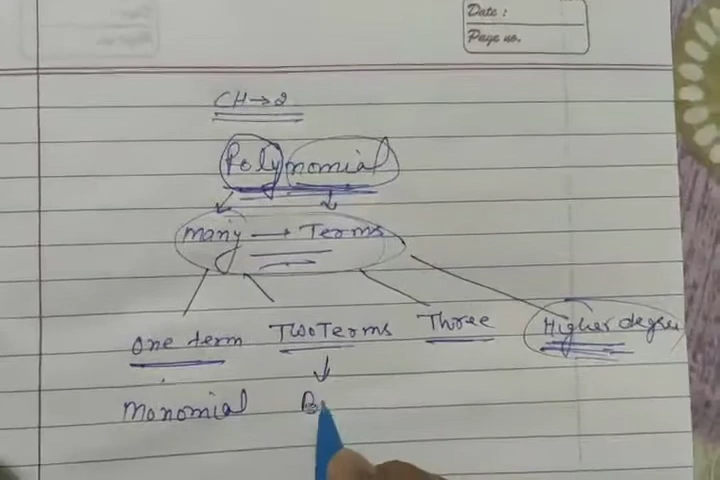 Date :
Page no.
CH→2
Polynomial
many → Terms
one term Two Terms Three Higher degree
Monomial B